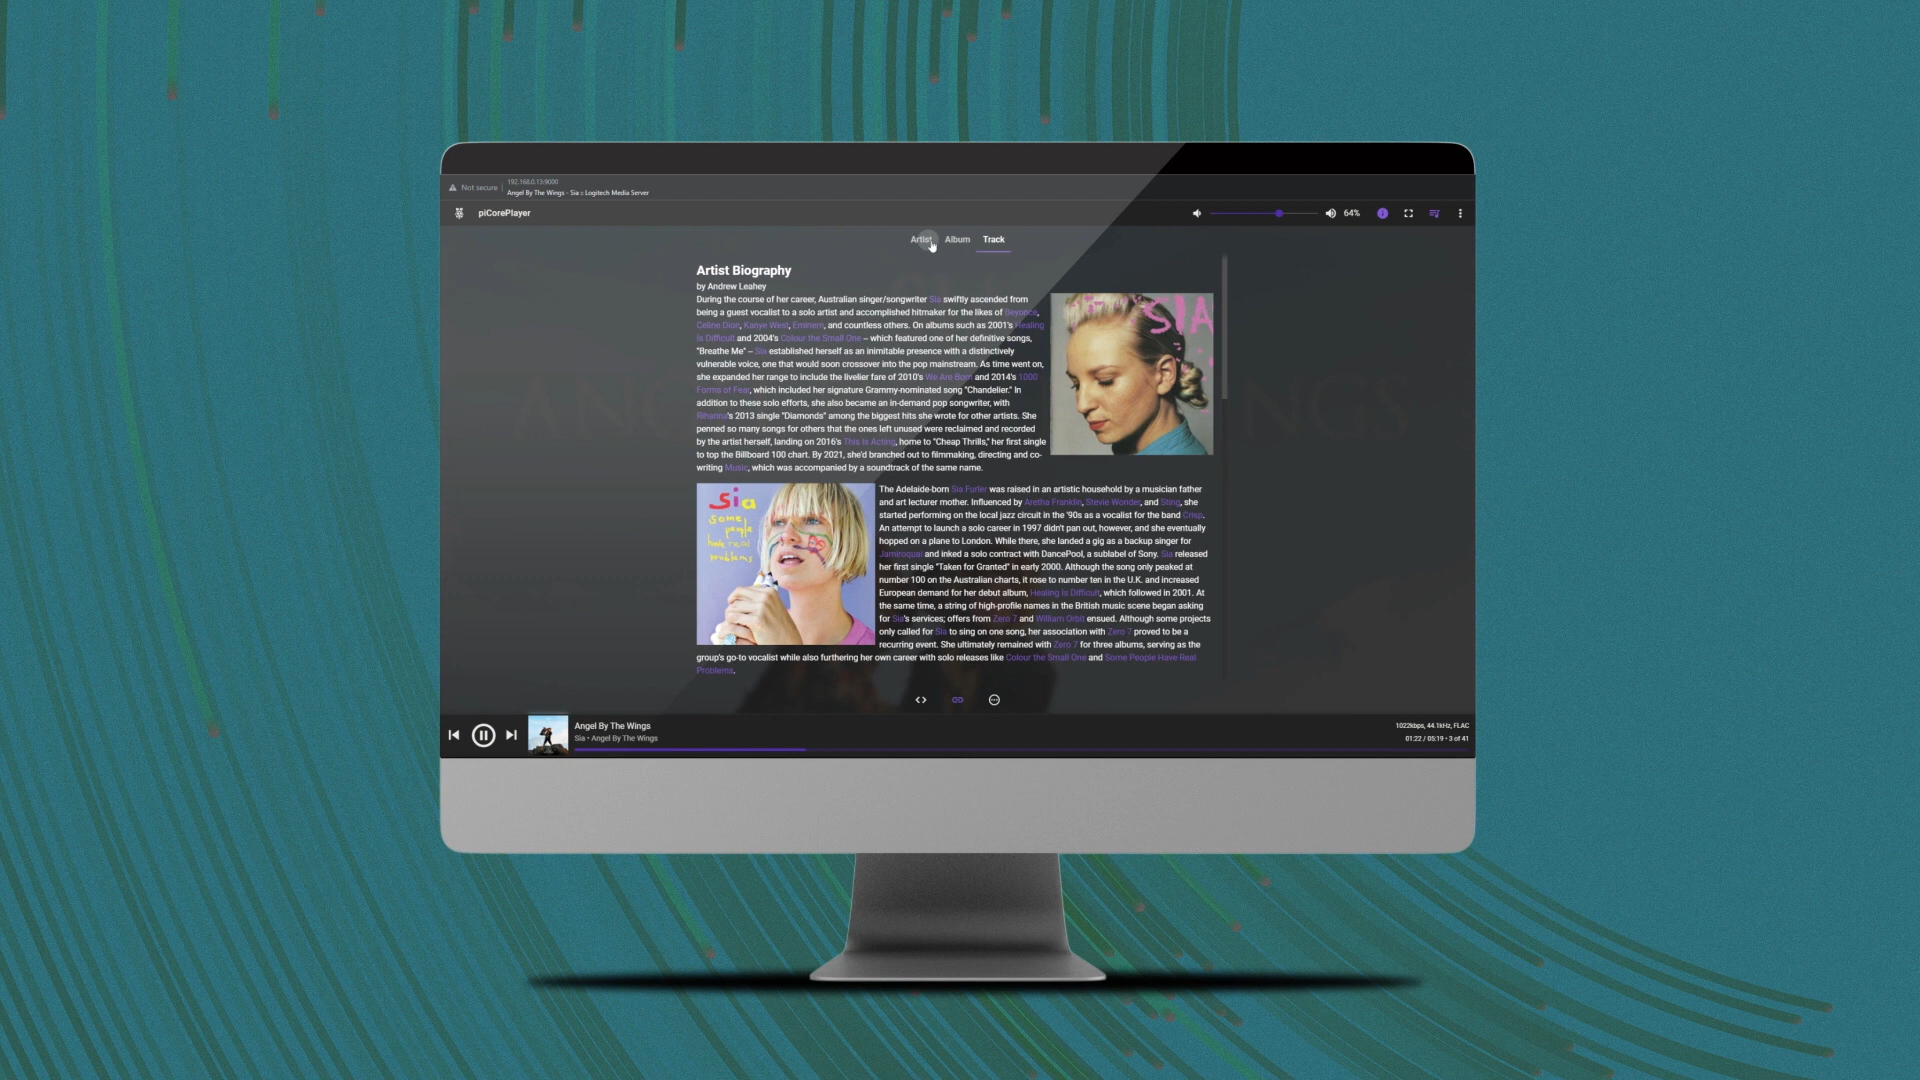 Not secure
192.168.0.13:9000
Angel By The Wings - Sia :: Logitech Media Server
piCorePlayer
64%
Artist Album Track
Artist Biography
by Andrew Leahey
During the course of her career, Australian singer/songwriter Sia swiftly ascended from
being a guest vocalist to a solo artist and accomplished hitmaker for the likes of Beyoncé,
Celine Dion, Kanye West, Eminem, and countless others. On albums such as 2001's Healing
Is Difficult and 2004's Colour the Small One – which featured one of her definitive songs,
"Breathe Me" – Sia established herself as an inimitable presence with a distinctively
vulnerable voice, one that would soon crossover into the pop mainstream. As time went on,
she expanded her range to include the livelier fare of 2010's We Are Born and 2014's 1000
Forms of Fear, which included her signature Grammy-nominated song "Chandelier." In
addition to these solo efforts, she also became an in-demand pop songwriter, with
Rihanna's 2013 single "Diamonds" among the biggest hits she wrote for other artists. She
penned so many songs for others that the ones left unused were reclaimed and recorded
by the artist herself, landing on 2016's This Is Acting, home to "Cheap Thrills," her first single
to top the Billboard 100 chart. By 2021, she'd branched out to filmmaking, directing and co-
writing Music, which was accompanied by a soundtrack of the same name.
SIA
sia
some
people
have real
problems
The Adelaide-born Sia Furler was raised in an artistic household by a musician father
and art lecturer mother. Influenced by Aretha Franklin, Stevie Wonder, and Sting, she
started performing on the local jazz circuit in the '90s as a vocalist for the band Crisp.
An attempt to launch a solo career in 1997 didn't pan out, however, and she eventually
hopped on a plane to London. While there, she landed a gig as a backup singer for
Jamiroquai and inked a solo contract with DancePool, a sublabel of Sony. Sia released
her first single "Taken for Granted" in early 2000. Although the song only peaked at
number 100 on the Australian charts, it rose to number ten in the U.K. and increased
European demand for her debut album, Healing Is Difficult, which followed in 2001. At
the same time, a string of high-profile names in the British music scene began asking
for Sia's services; offers from Zero 7 and William Orbit ensued. Although some projects
only called for Sia to sing on one song, her association with Zero 7 proved to be a
recurring event. She ultimately remained with Zero 7 for three albums, serving as the
group's go-to vocalist while also furthering her own career with solo releases like Colour the Small One and Some People Have Real
Problems.
Angel By The Wings
Sia • Angel By The Wings
1022kbps, 44.1kHz, FLAC
01:22 / 05:19 • 3 of 41